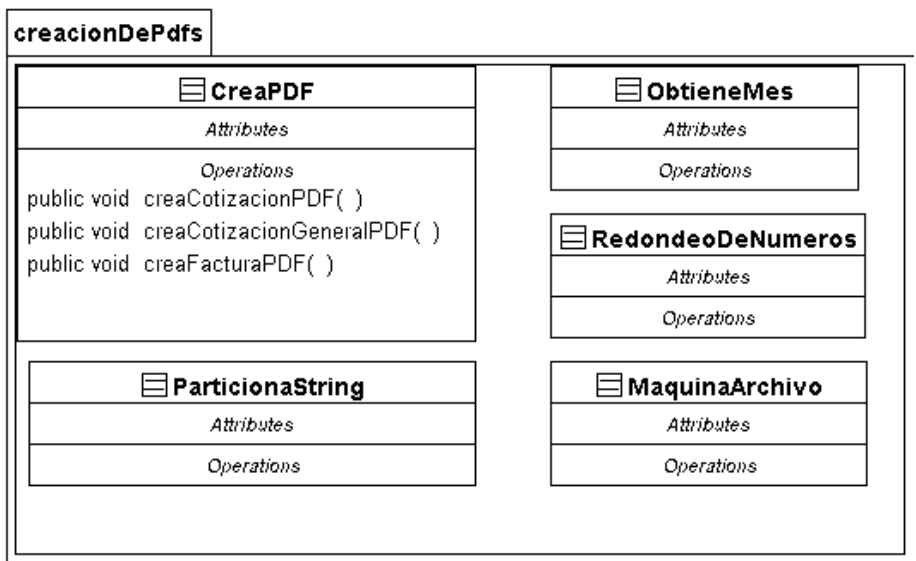 creacionDePdfs
CreaPDF
Attributes
Operations
public void creaCotizacionPDF( )
public void creaCotizacionGeneralPDF( )
public void creaFacturaPDF( )
ObtieneMes
Attributes
Operations
RedondeoDeNumeros
Attributes
Operations
ParticionaString
Attributes
Operations
MaquinaArchivo
Attributes
Operations